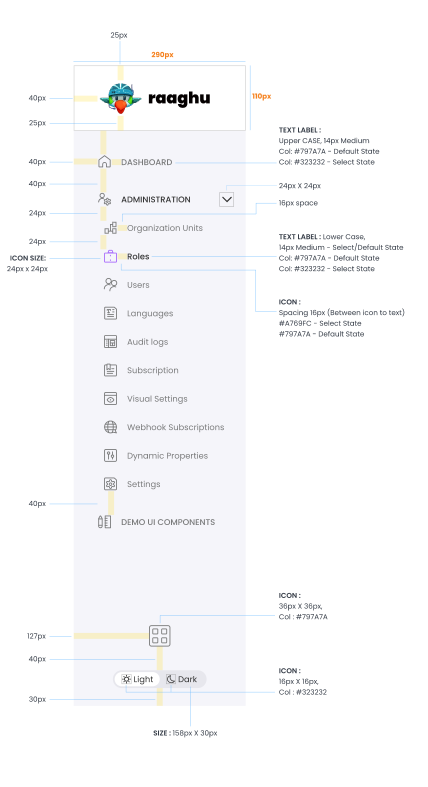 25px
290px
40px
raaghu
110px
25px
TEXT LABEL :
Upper CASE, 14px Medium
Col: #797A7A - Default State
Col: #323232 - Select State
40px
DASHBOARD
40px
24px X 24px
ADMINISTRATION
16px space
24px
Organization Units
24px
TEXT LABEL : Lower Case,
14px Medium - Select/Default State
Col: #797A7A - Default State
Col: #323232 - Select State
ICON SIZE:
24px x 24px
Roles
Users
ICON :
Spacing 16px (Between icon to text)
#A769FC - Select State
#797A7A - Default State
Languages
Audit logs
Subscription
Visual Settings
Webhook Subscriptions
Dynamic Properties
Settings
40px
DEMO UI COMPONENTS
ICON :
36px X 36px,
Col : #797A7A
127px
40px
ICON :
16px X 16px,
Col : #323232
Light
Dark
30px
SIZE : 158px X 30px